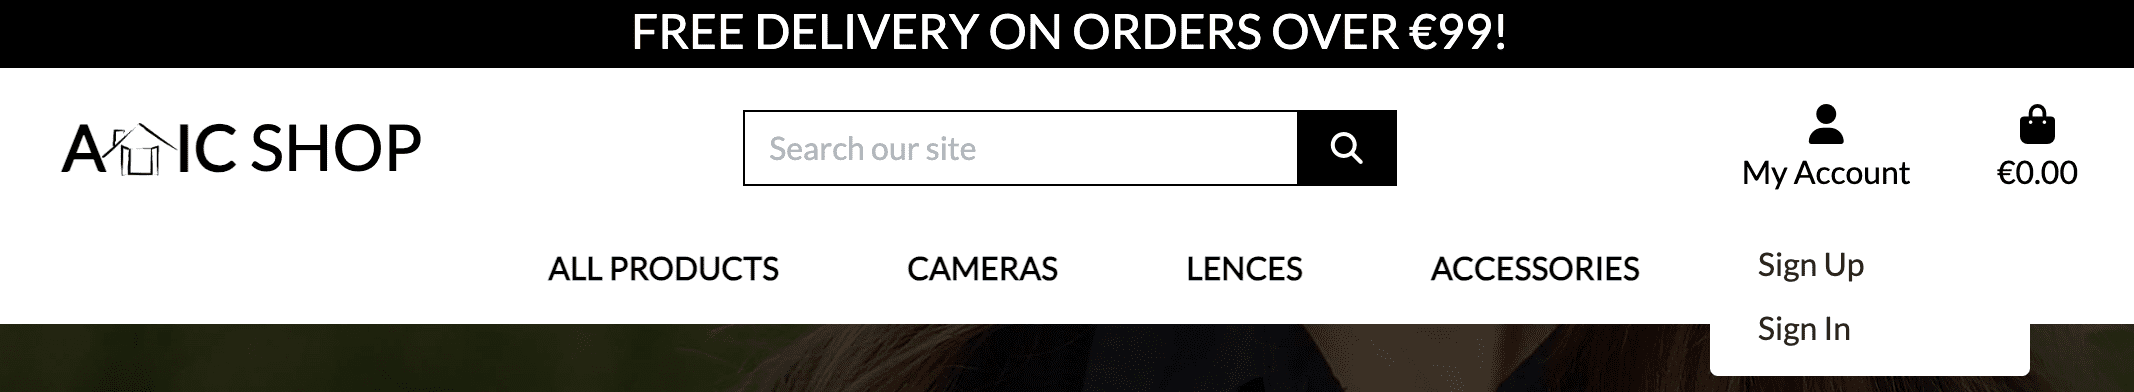 FREE DELIVERY ON ORDERS OVER €99!
ATTIC SHOP
Search our site
My Account
€0.00
ALL PRODUCTS
CAMERAS
LENCES
ACCESSORIES
Sign Up
Sign In